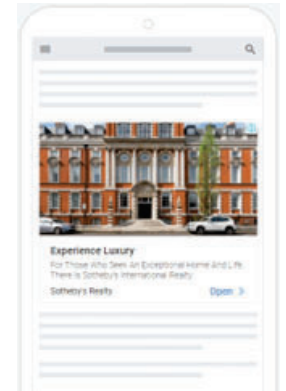 Experience Luxury
For Those Who Seek An Exceptional Home And Life,
There Is Sotheby's International Realty
Sotheby's Realty
Open >